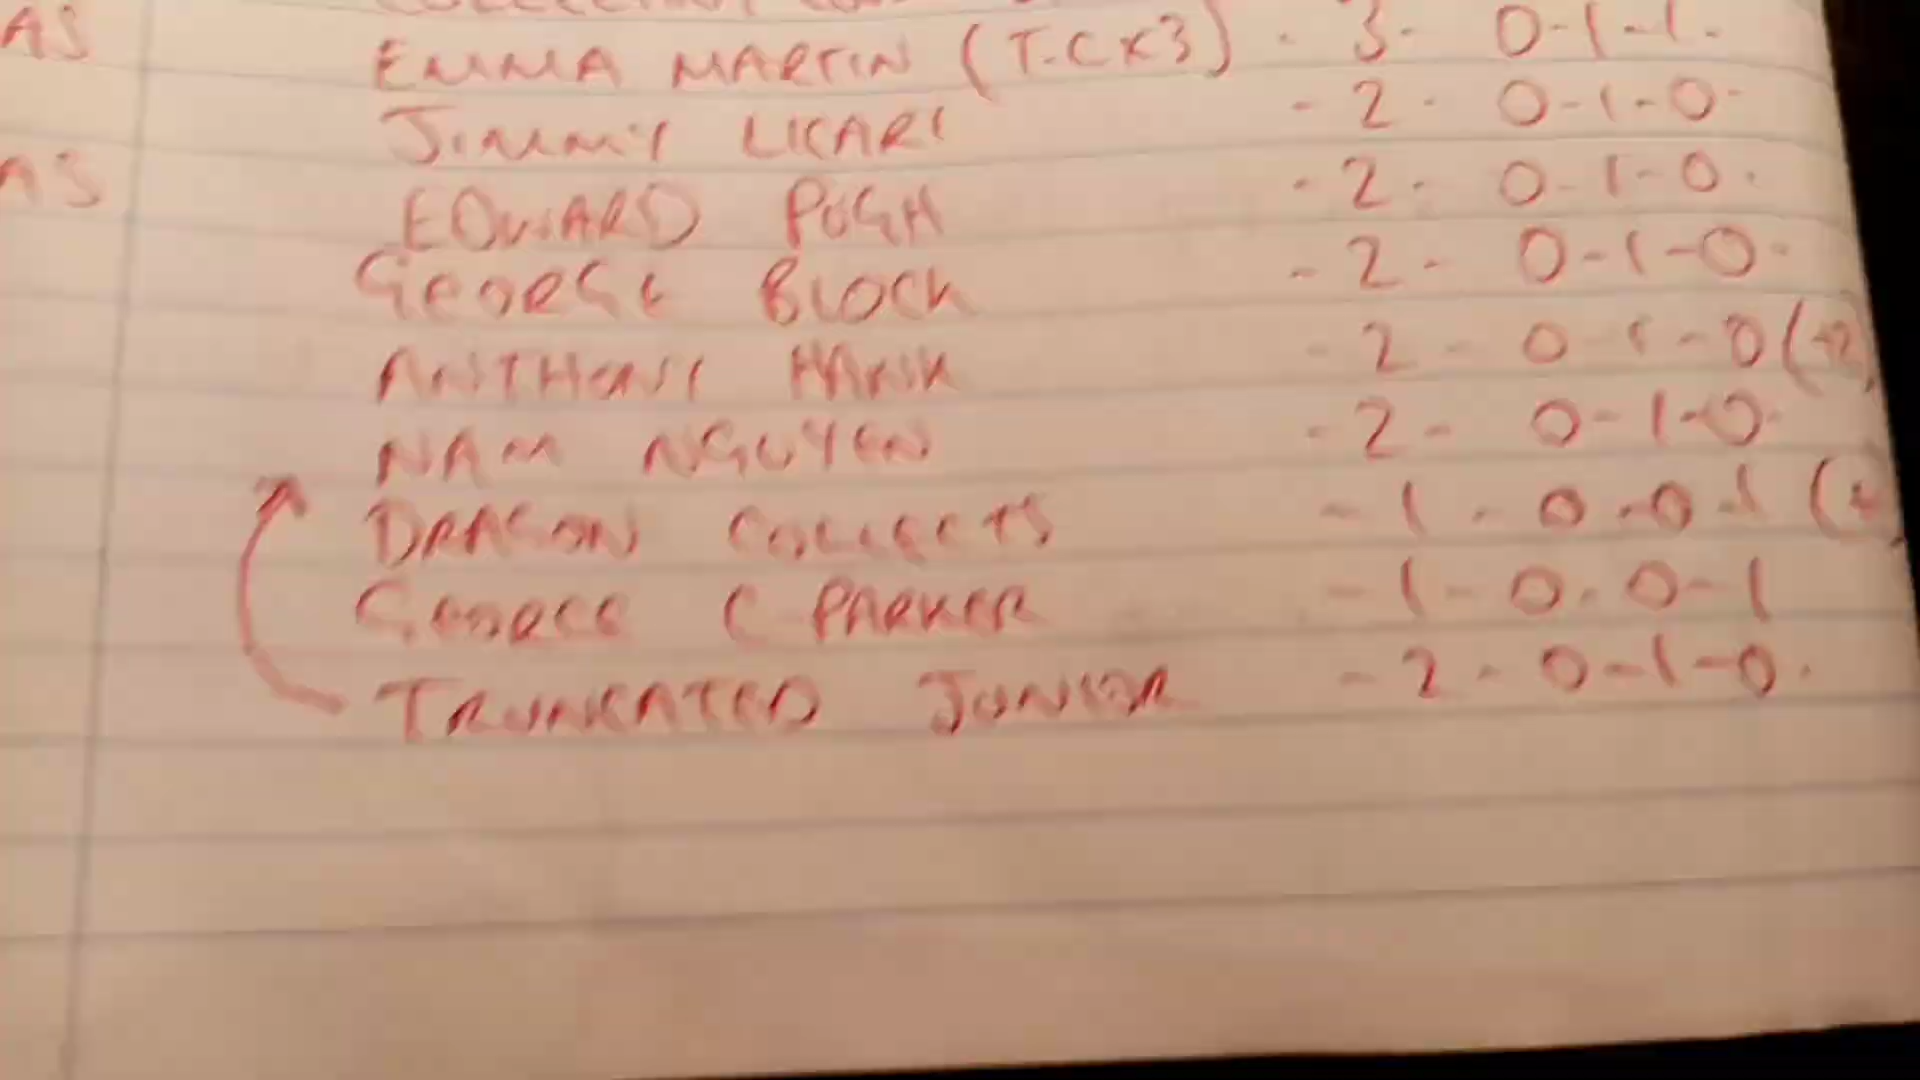 AS
EMMA MARTIN (T.C x3) - 3 - 0-1-1-
JIMMY LICARI - 2 - 0-1-0-
AS
EDWARD PUGH - 2 - 0-1-0.
GEORGE BLOCK - 2 - 0-1-0-
ANTHONY - 2 - 0-1-0 (+2)
NAM NGUYEN - 2 - 0-1-0-
DRAGON COLLECTS - 1 - 0-0-1
GEORGE C PARKER - 1 - 0-0-1
TRUNKATED JUNIOR - 2 - 0-1-0.